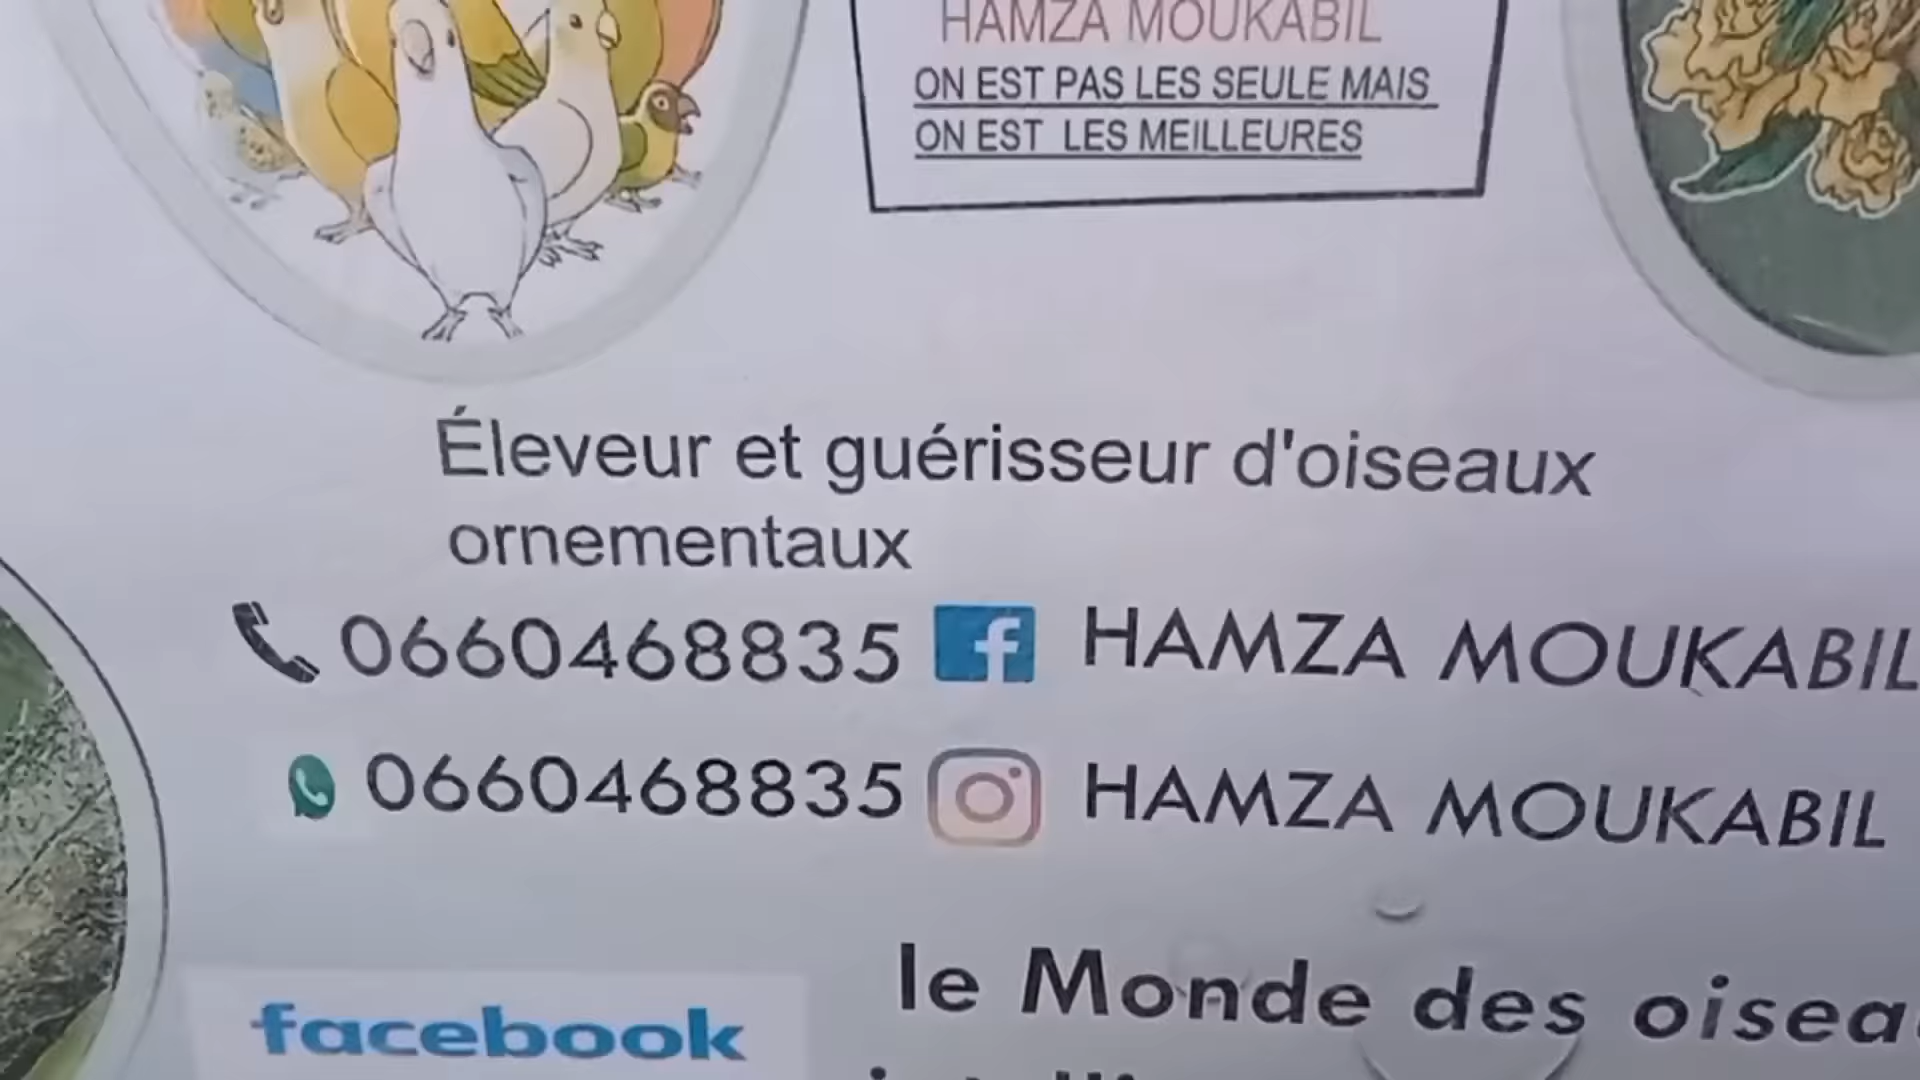 HAMZA MOUKABIL
ON EST PAS LES SEULE MAIS
ON EST LES MEILLEURES
Éleveur et guérisseur d'oiseaux
ornementaux
0660468835 f HAMZA MOUKABIL
0660468835 HAMZA MOUKABIL
le Monde des
facebook